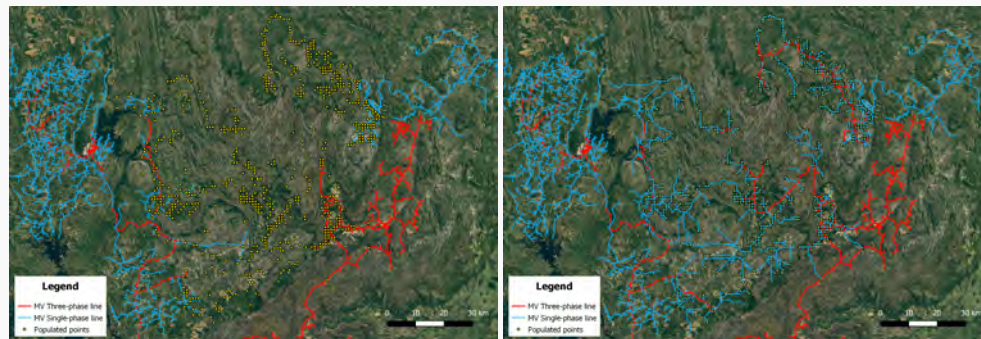 Legend
MV Three-phase line
MV Single-phase line
Populated points
0 10 20 30 km
Legend
MV Three-phase line
MV Single-phase line
Populated points
0 10 20 30 km